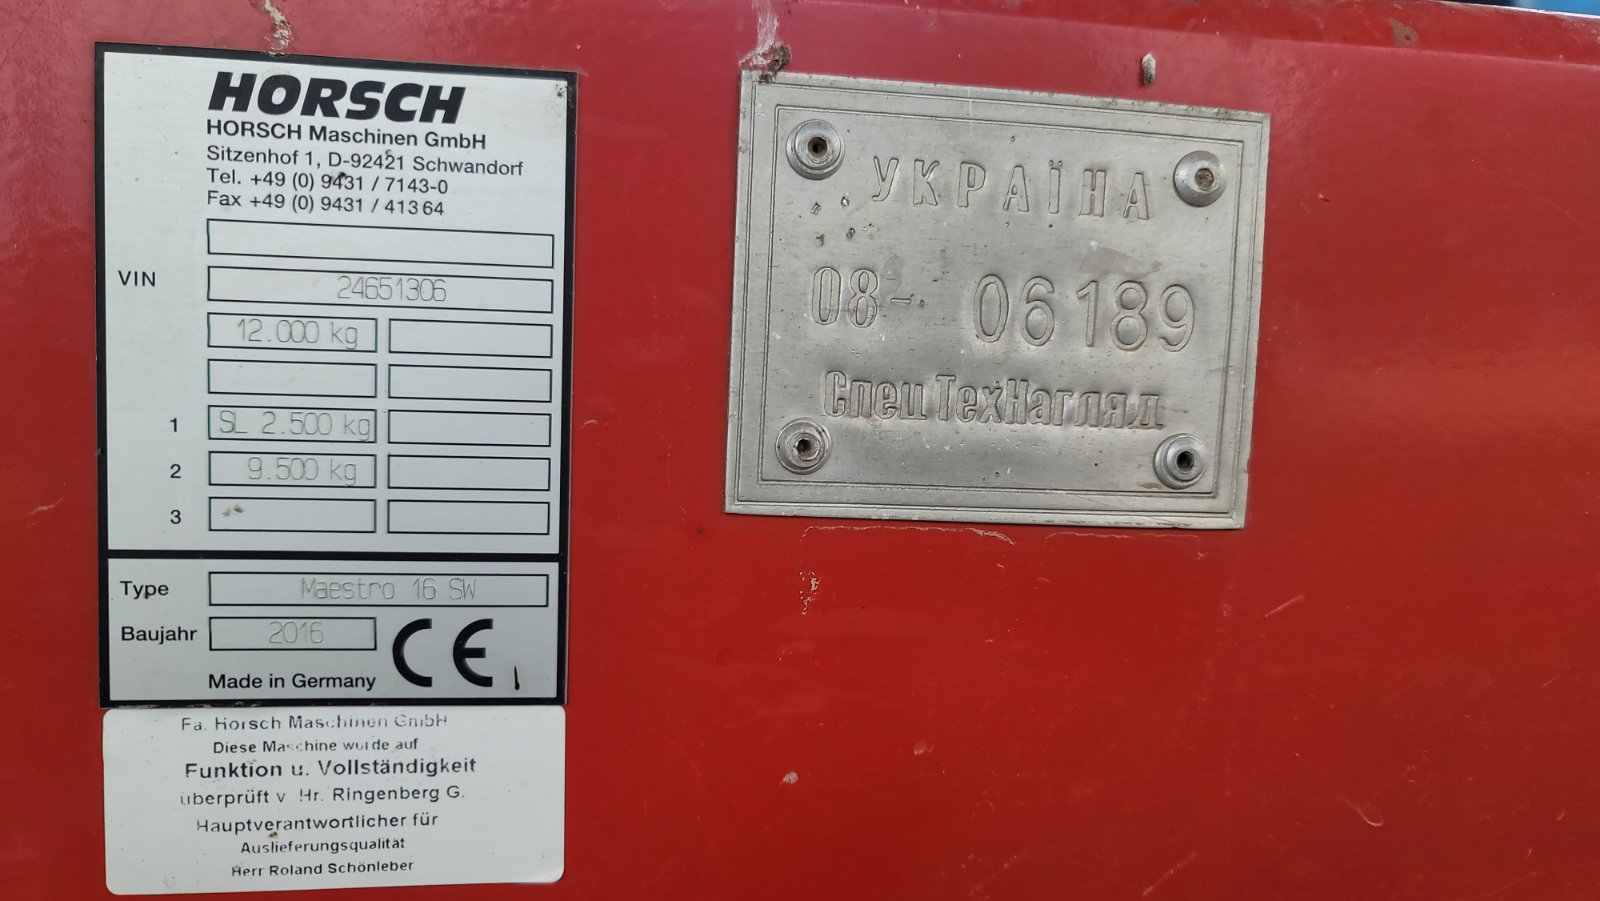 HORSCH
HORSCH Maschinen GmbH
Sitzenhof 1, D-92421 Schwandorf
Tel. +49 (0) 9431 / 7143-0
Fax +49 (0) 9431 / 41364
VIN 24651306
12.000 kg
1 SL 2.500 kg
2 9.500 kg
3
Type Maestro 16 SW
Baujahr 2016 CE
Made in Germany
Fa. Horsch Maschinen GmbH
Diese Maschine wurde auf
Funktion u. Vollständigkeit
überprüft v. Hr. Ringenberg G.
Hauptverantwortlicher für
Auslieferungsqualität
Herr Roland Schönleber
УКРАЇНА
08- 06189
СпецТехНагляд